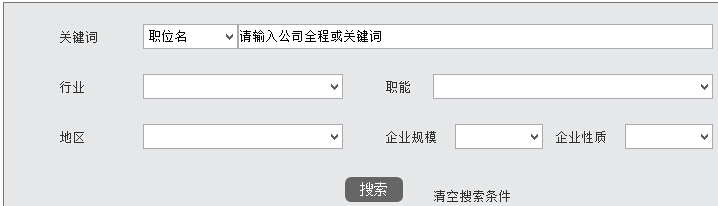 关键词 职位名 请输入公司全程或关键词
行业 职能
地区 企业规模 企业性质
搜索 清空搜索条件